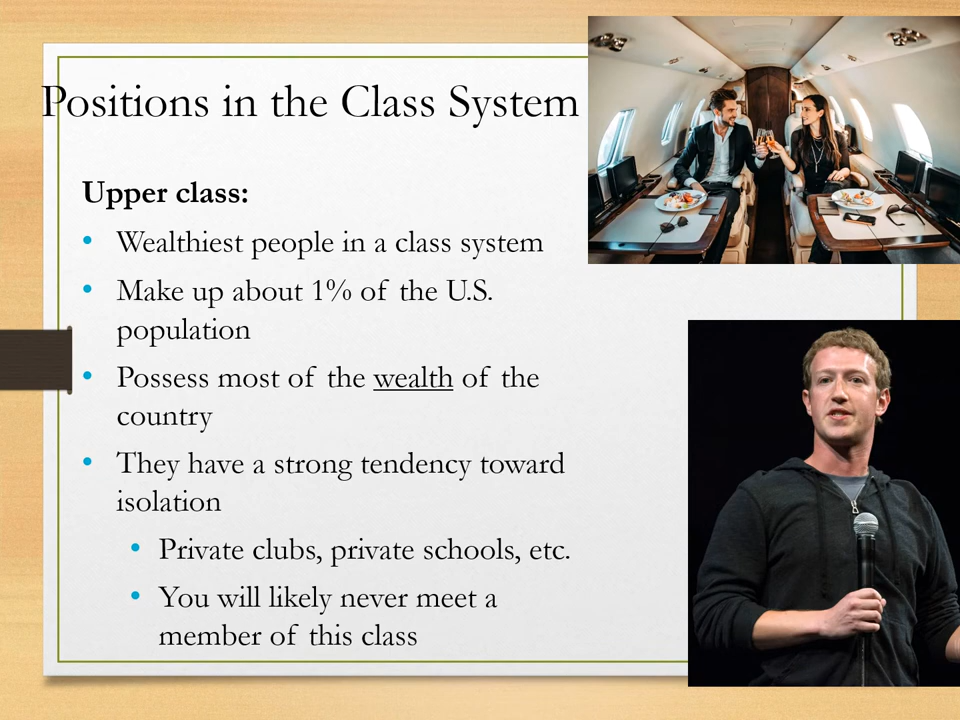 Positions in the Class System
Upper class:
• Wealthiest people in a class system
• Make up about 1% of the U.S.
population
• Possess most of the wealth of the
country
• They have a strong tendency toward
isolation
• Private clubs, private schools, etc.
• You will likely never meet a
member of this class